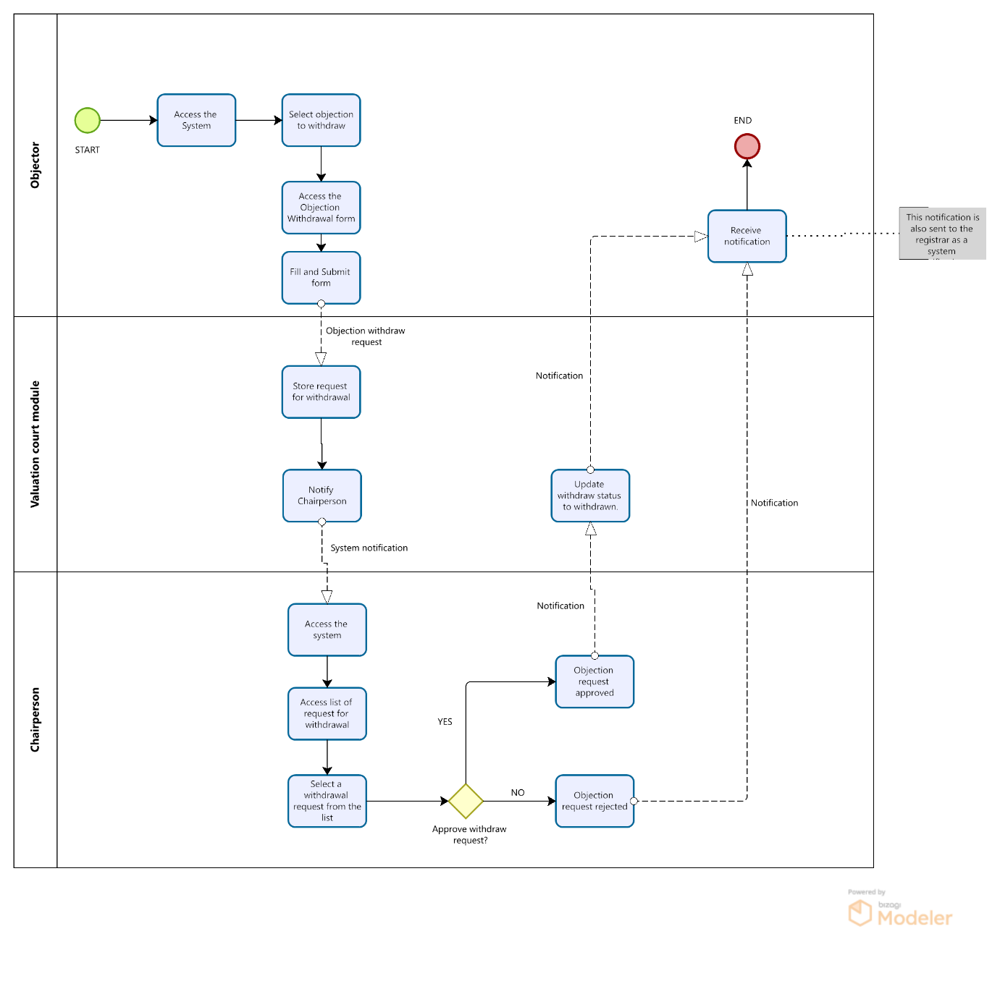 Objector
START
Access the
System
Select objection
to withdraw
Access the
Objection
Withdrawal form
Fill and Submit
form
END
Receive
notification
This notification is
also sent to the
registrar as a
system
Valuation court module
Objection withdraw
request
Store request
for withdrawal
Notify
Chairperson
System notification
Notification
Update
withdraw status
to withdrawn.
Notification
Chairperson
Notification
Access the
system
Access list of
request for
withdrawal
Select a
withdrawal
request from the
list
Approve withdraw
request?
YES
Objection
request
approved
NO
Objection
request rejected
Powered by
bizagi
Modeler